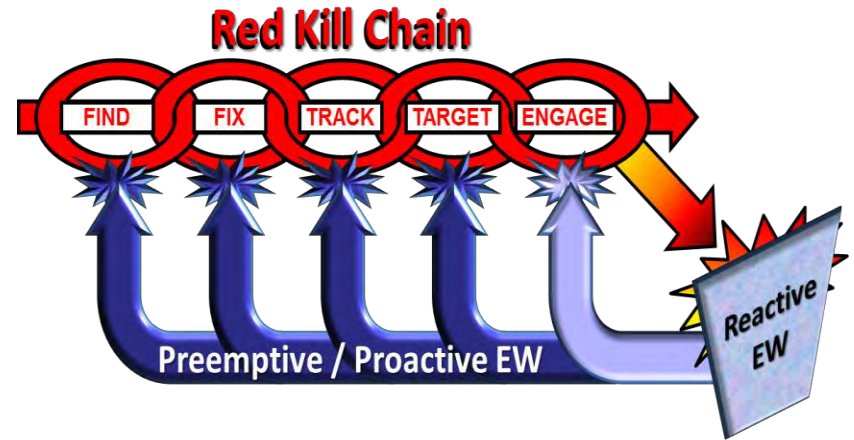 Red Kill Chain
FIND FIX TRACK TARGET ENGAGE
Preemptive / Proactive EW
Reactive
EW